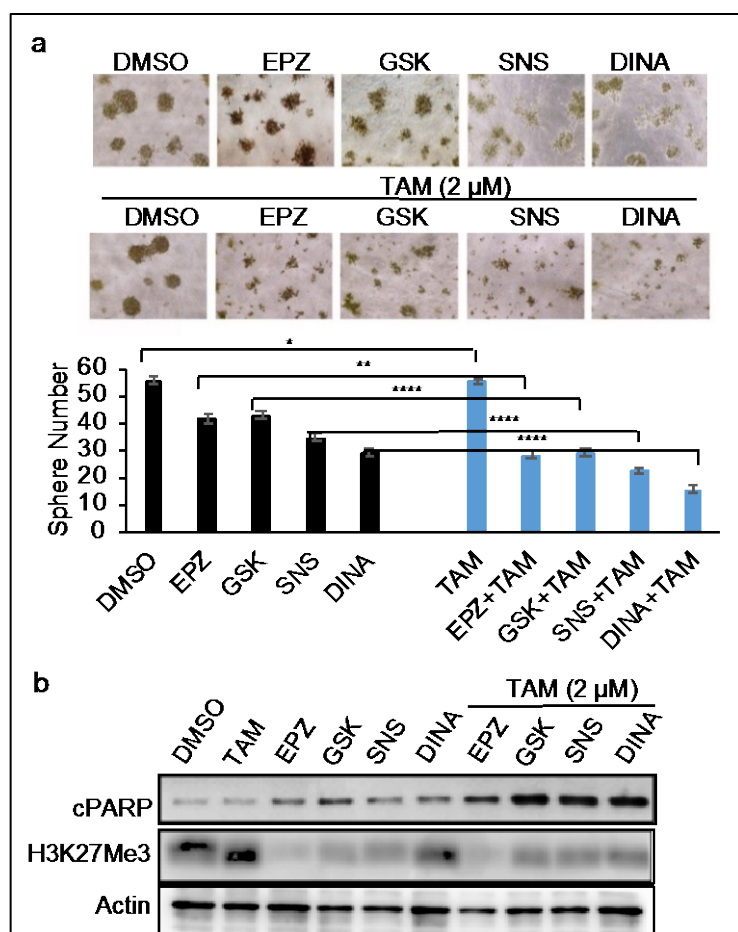 a
DMSO EPZ GSK SNS DINA
TAM (2 µM)
DMSO EPZ GSK SNS DINA
*
**
****
****
****
Sphere Number
60
50
40
30
20
10
0
DMSO EPZ GSK SNS DINA TAM EPZ+TAM GSK+TAM SNS+TAM DINA+TAM
b
TAM (2 µM)
DMSO TAM EPZ GSK SNS DINA EPZ GSK SNS DINA
cPARP
H3K27Me3
Actin